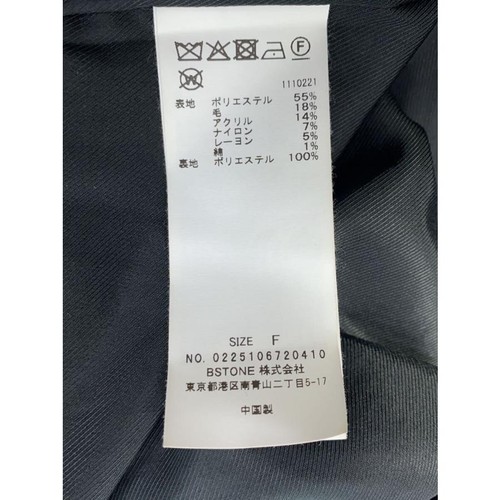 1110221
表地 ポリエステル 55%
毛 18%
アクリル 14%
ナイロン 7%
レーヨン 5%
綿 1%
裏地 ポリエステル 100%
SIZE F
NO. 0225106720410
BSTONE 株式会社
東京都港区南青山二丁目5-17
中国製